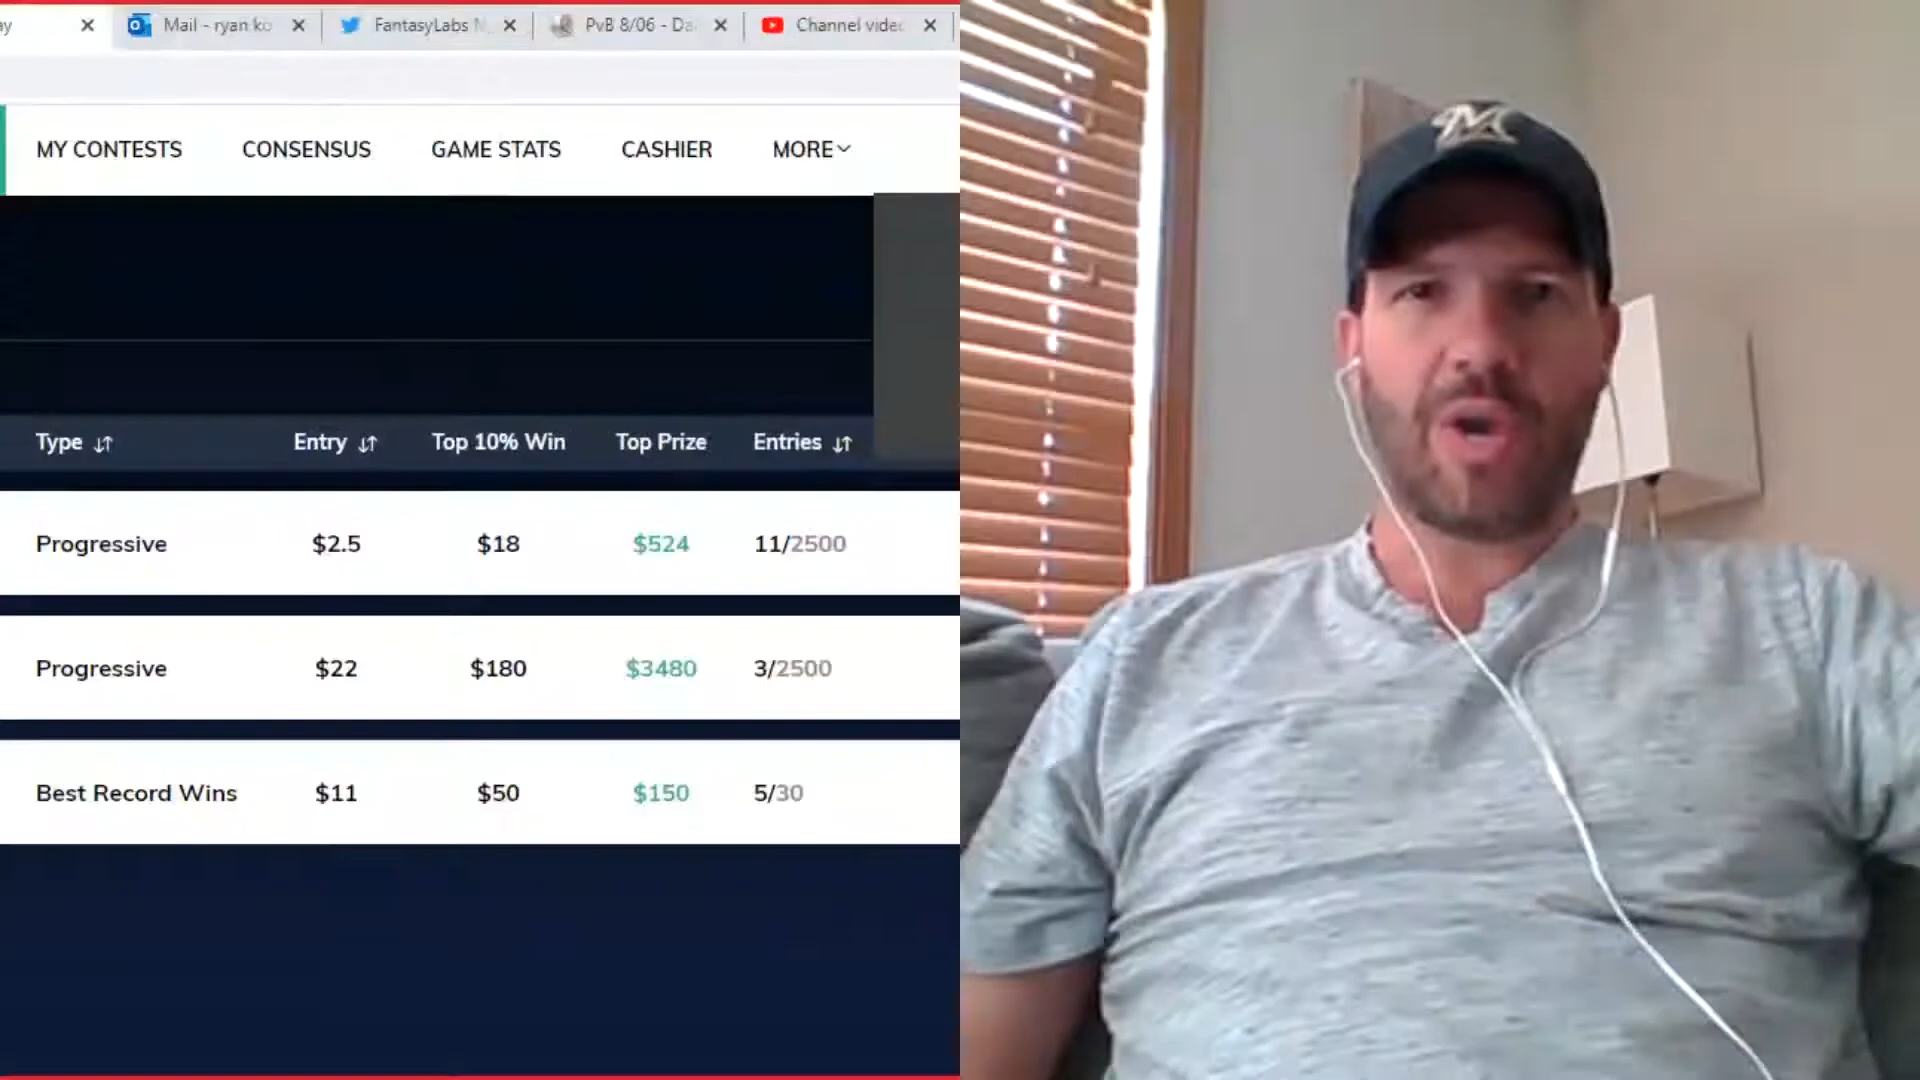 ay Mail - ryan ko FantasyLabs N PvB 8/06 - Da Channel video
MY CONTESTS CONSENSUS GAME STATS CASHIER MORE
Type Entry Top 10% Win Top Prize Entries
Progressive $2.5 $18 $524 11/2500
Progressive $22 $180 $3480 3/2500
Best Record Wins $11 $50 $150 5/30
M